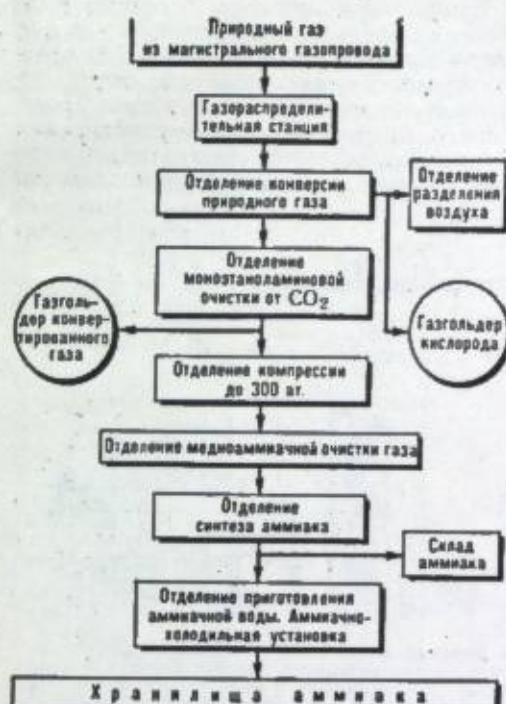 Природный газ
из магистрального газопровода
Газораспредели-
тельная станция
Отделение конверсии
природного газа
Отделение
разделения
воздуха
Отделение
моноэтаноламиновой
очистки от CO2
Газголь-
дер конвер-
тированного
газа
Газгольдер
кислорода
Отделение компрессии
до 300 ат.
Отделение медноаммиачной очистки газа
Отделение
синтеза аммиака
Склад
аммиака
Отделение приготовления
аммиачной воды. Аммиачно-
холодильная установка
Хранилища аммиака